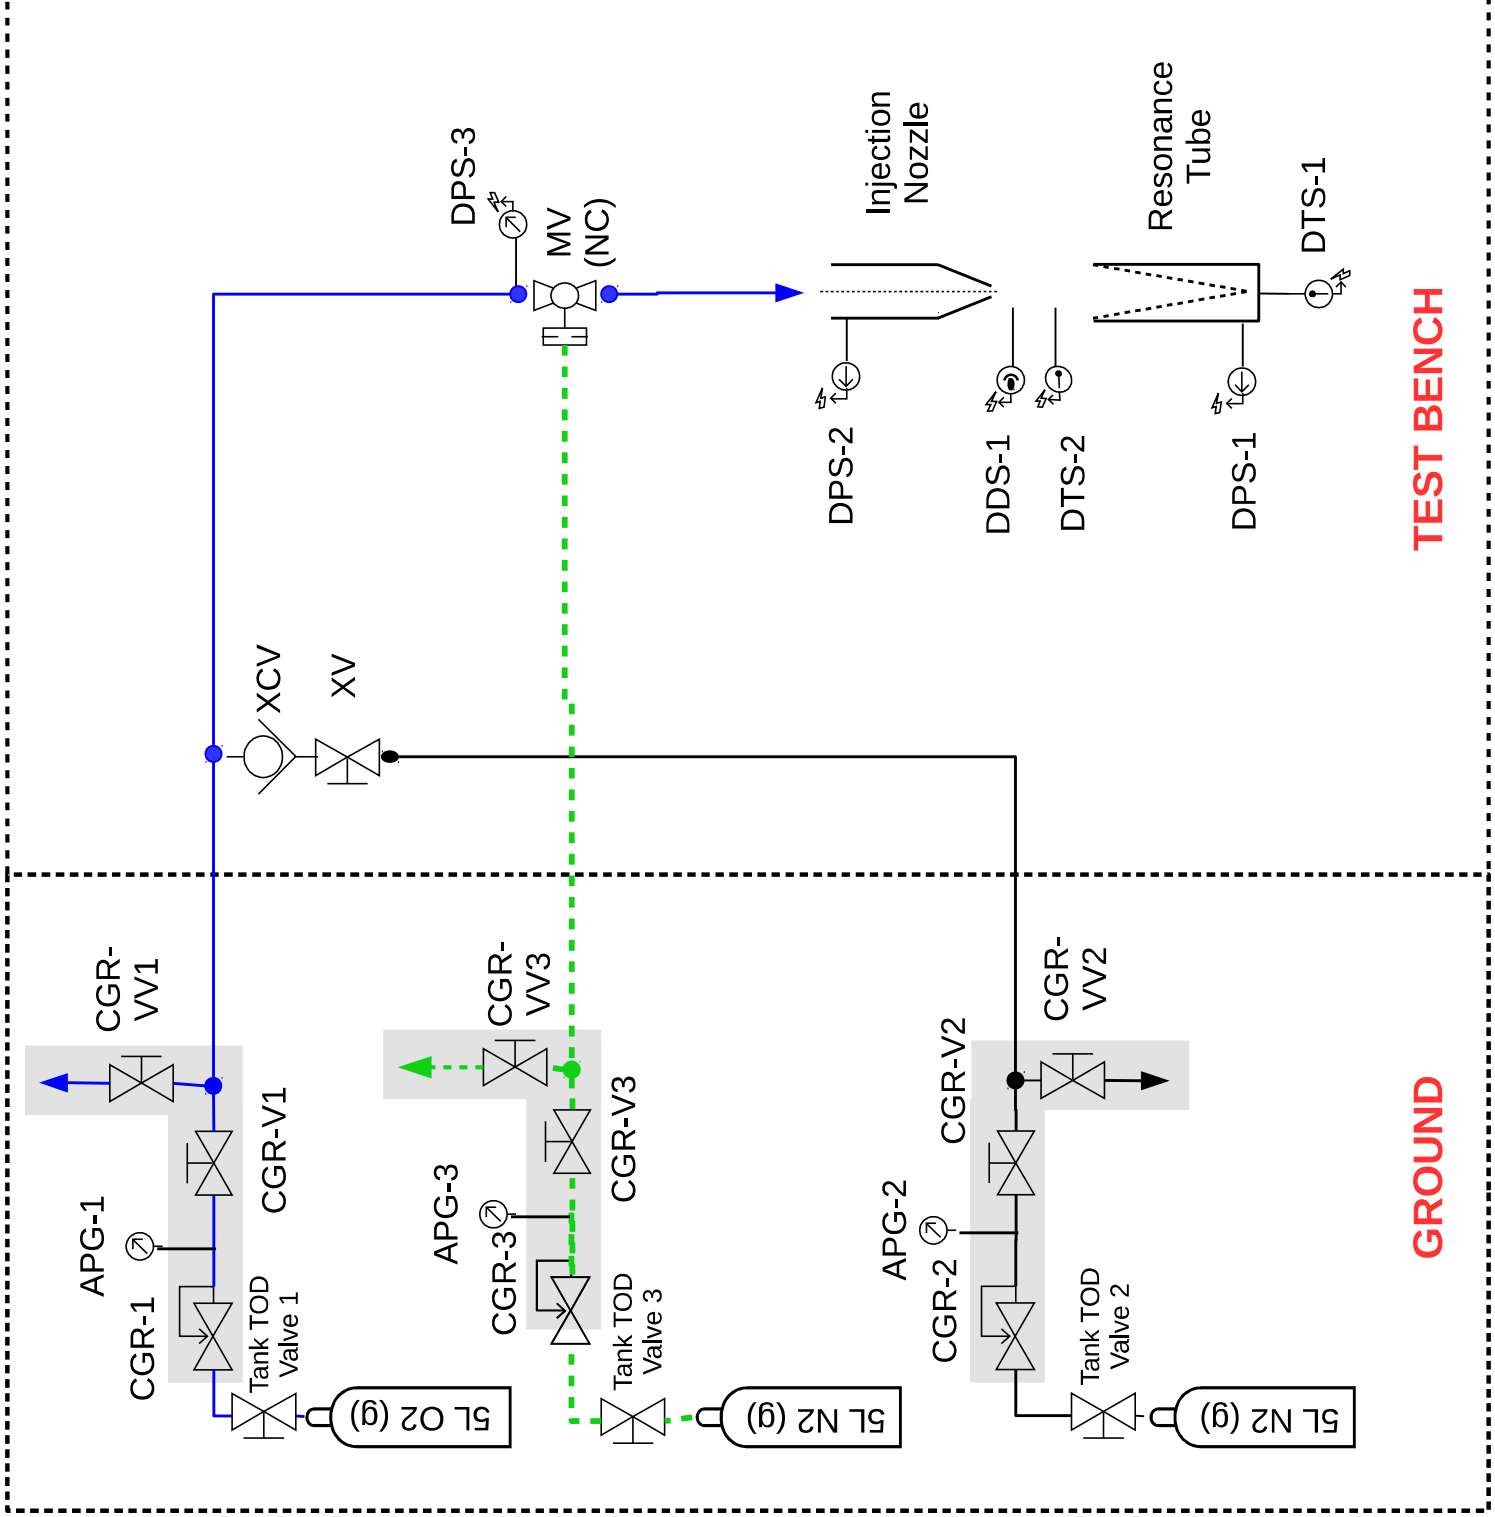 DPS-3
MV
(NC)
Injection
Nozzle
Resonance
Tube
DTS-1
DPS-2
DDS-1
DTS-2
DPS-1
TEST BENCH
XCV
XV
CGR-
VV1
CGR-
VV3
CGR-
VV2
CGR-V1
CGR-V3
CGR-V2
APG-1
APG-3
APG-2
CGR-1
CGR-3
CGR-2
Tank TOD
Valve 1
Tank TOD
Valve 3
Tank TOD
Valve 2
GROUND
5L O2 (g)
5L N2 (g)
5L N2 (g)